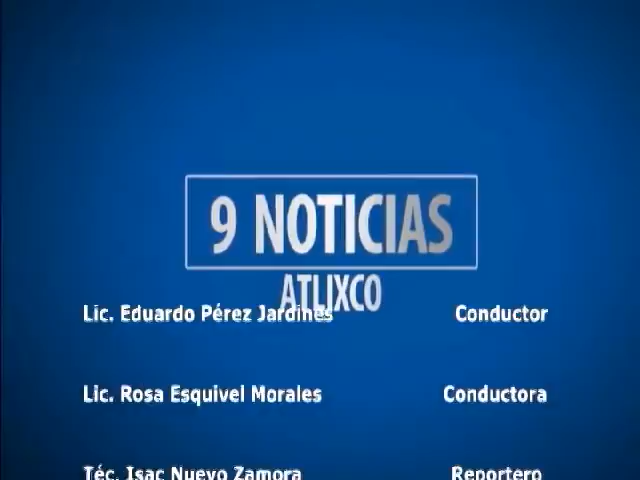 9 NOTICIAS
ATLIXCO
Lic. Eduardo Pérez Jardines Conductor
Lic. Rosa Esquivel Morales Conductora
Téc. Isac Nuevo Zamora Reportero